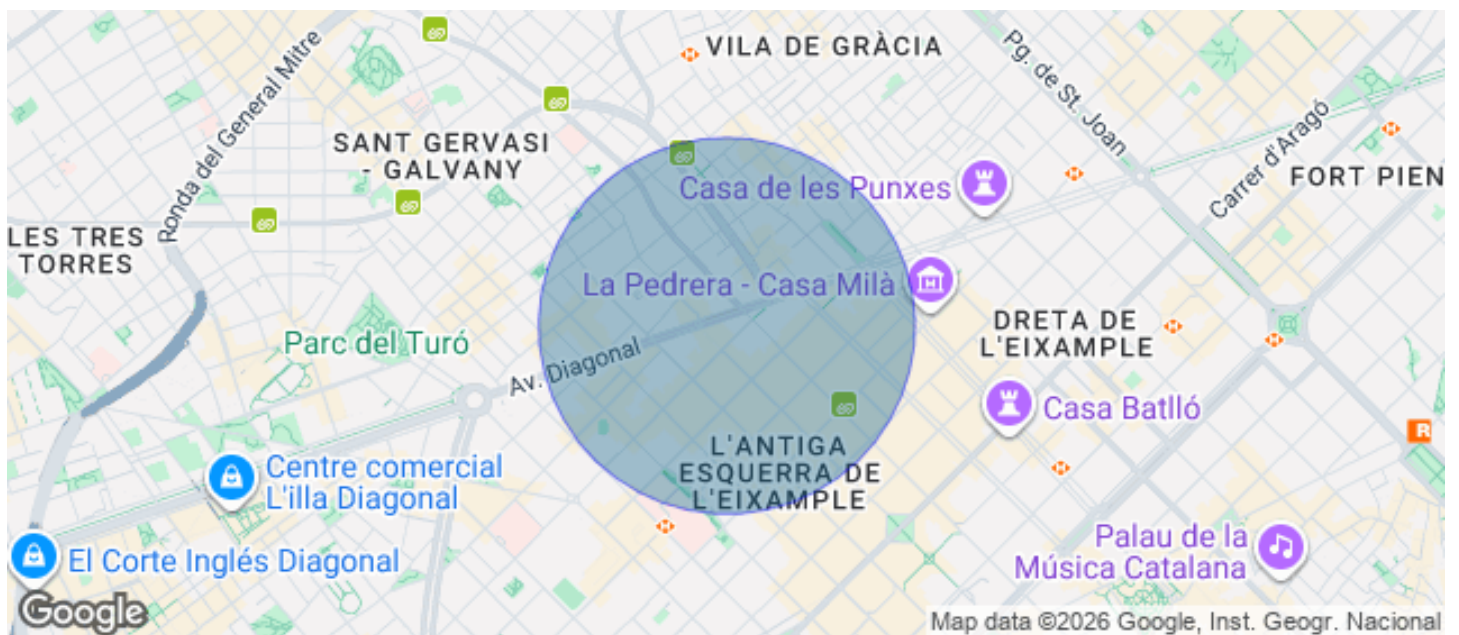 VILA DE GRÀCIA
Pg. de St. Joan
Ronda del General Mitre
SANT GERVASI
- GALVANY
Carrer d'Aragó
FORT PIEN
Casa de les Punxes
LES TRES
TORRES
La Pedrera - Casa Milà
DRETA DE
L'EIXAMPLE
Parc del Turó
Av. Diagonal
Casa Batlló
L'ANTIGA
ESQUERRA DE
L'EIXAMPLE
R
Centre comercial
L'illa Diagonal
Palau de la
Música Catalana
El Corte Inglés Diagonal
Google
Map data ©2026 Google, Inst. Geogr. Nacional